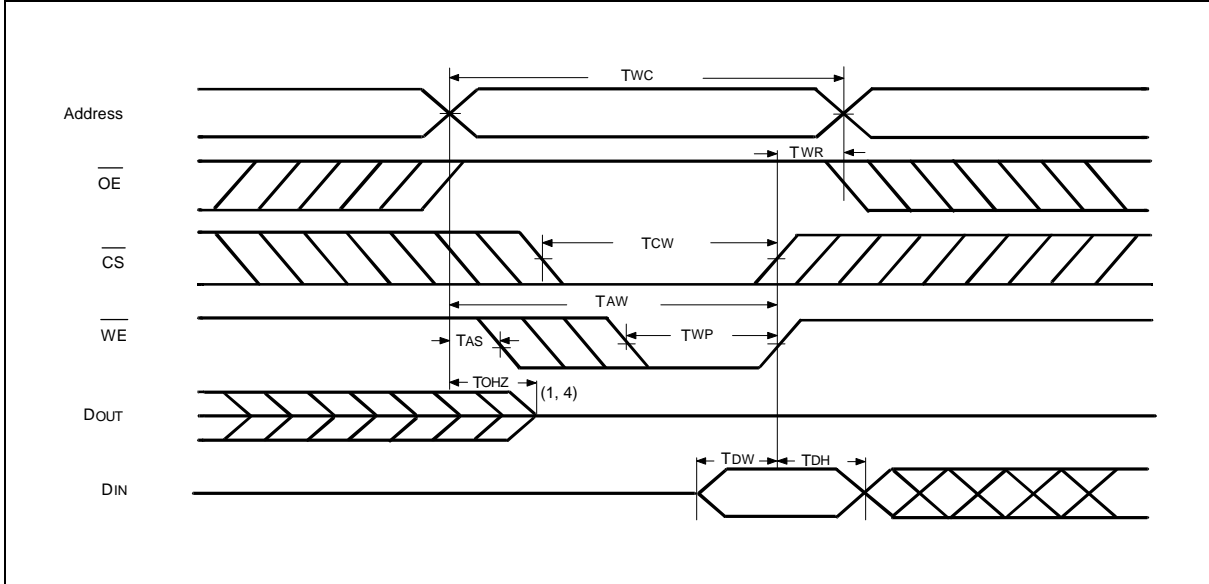 TWC
Address
TWR
OE
TCW
CS
TAW
WE
TAS
TWP
TOHZ
(1, 4)
DOUT
TDW
TDH
DIN